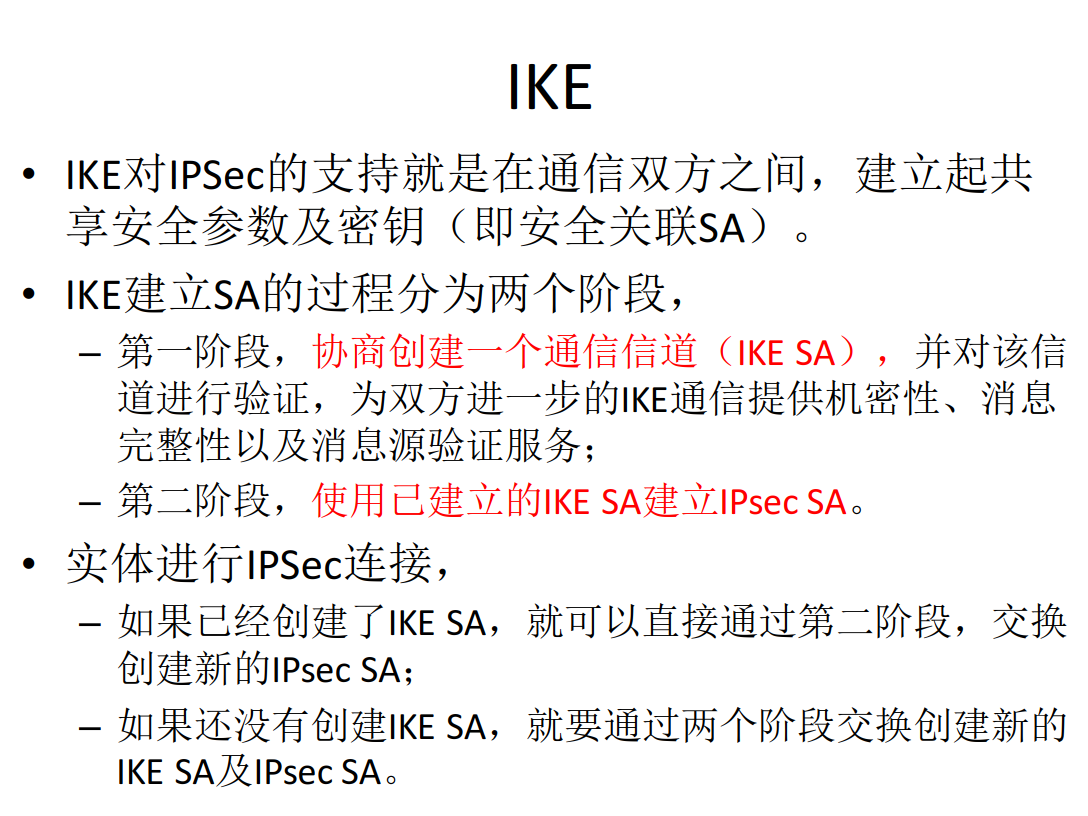 IKE
• IKE对IPSec的支持就是在通信双方之间，建立起共
享安全参数及密钥（即安全关联SA）。
• IKE建立SA的过程分为两个阶段，
– 第一阶段，协商创建一个通信信道（IKE SA），并对该信
道进行验证，为双方进一步的IKE通信提供机密性、消息
完整性以及消息源验证服务；
– 第二阶段，使用已建立的IKE SA建立IPsec SA。
• 实体进行IPSec连接，
– 如果已经创建了IKE SA，就可以直接通过第二阶段，交换
创建新的IPsec SA；
– 如果还没有创建IKE SA，就要通过两个阶段交换创建新的
IKE SA及IPsec SA。